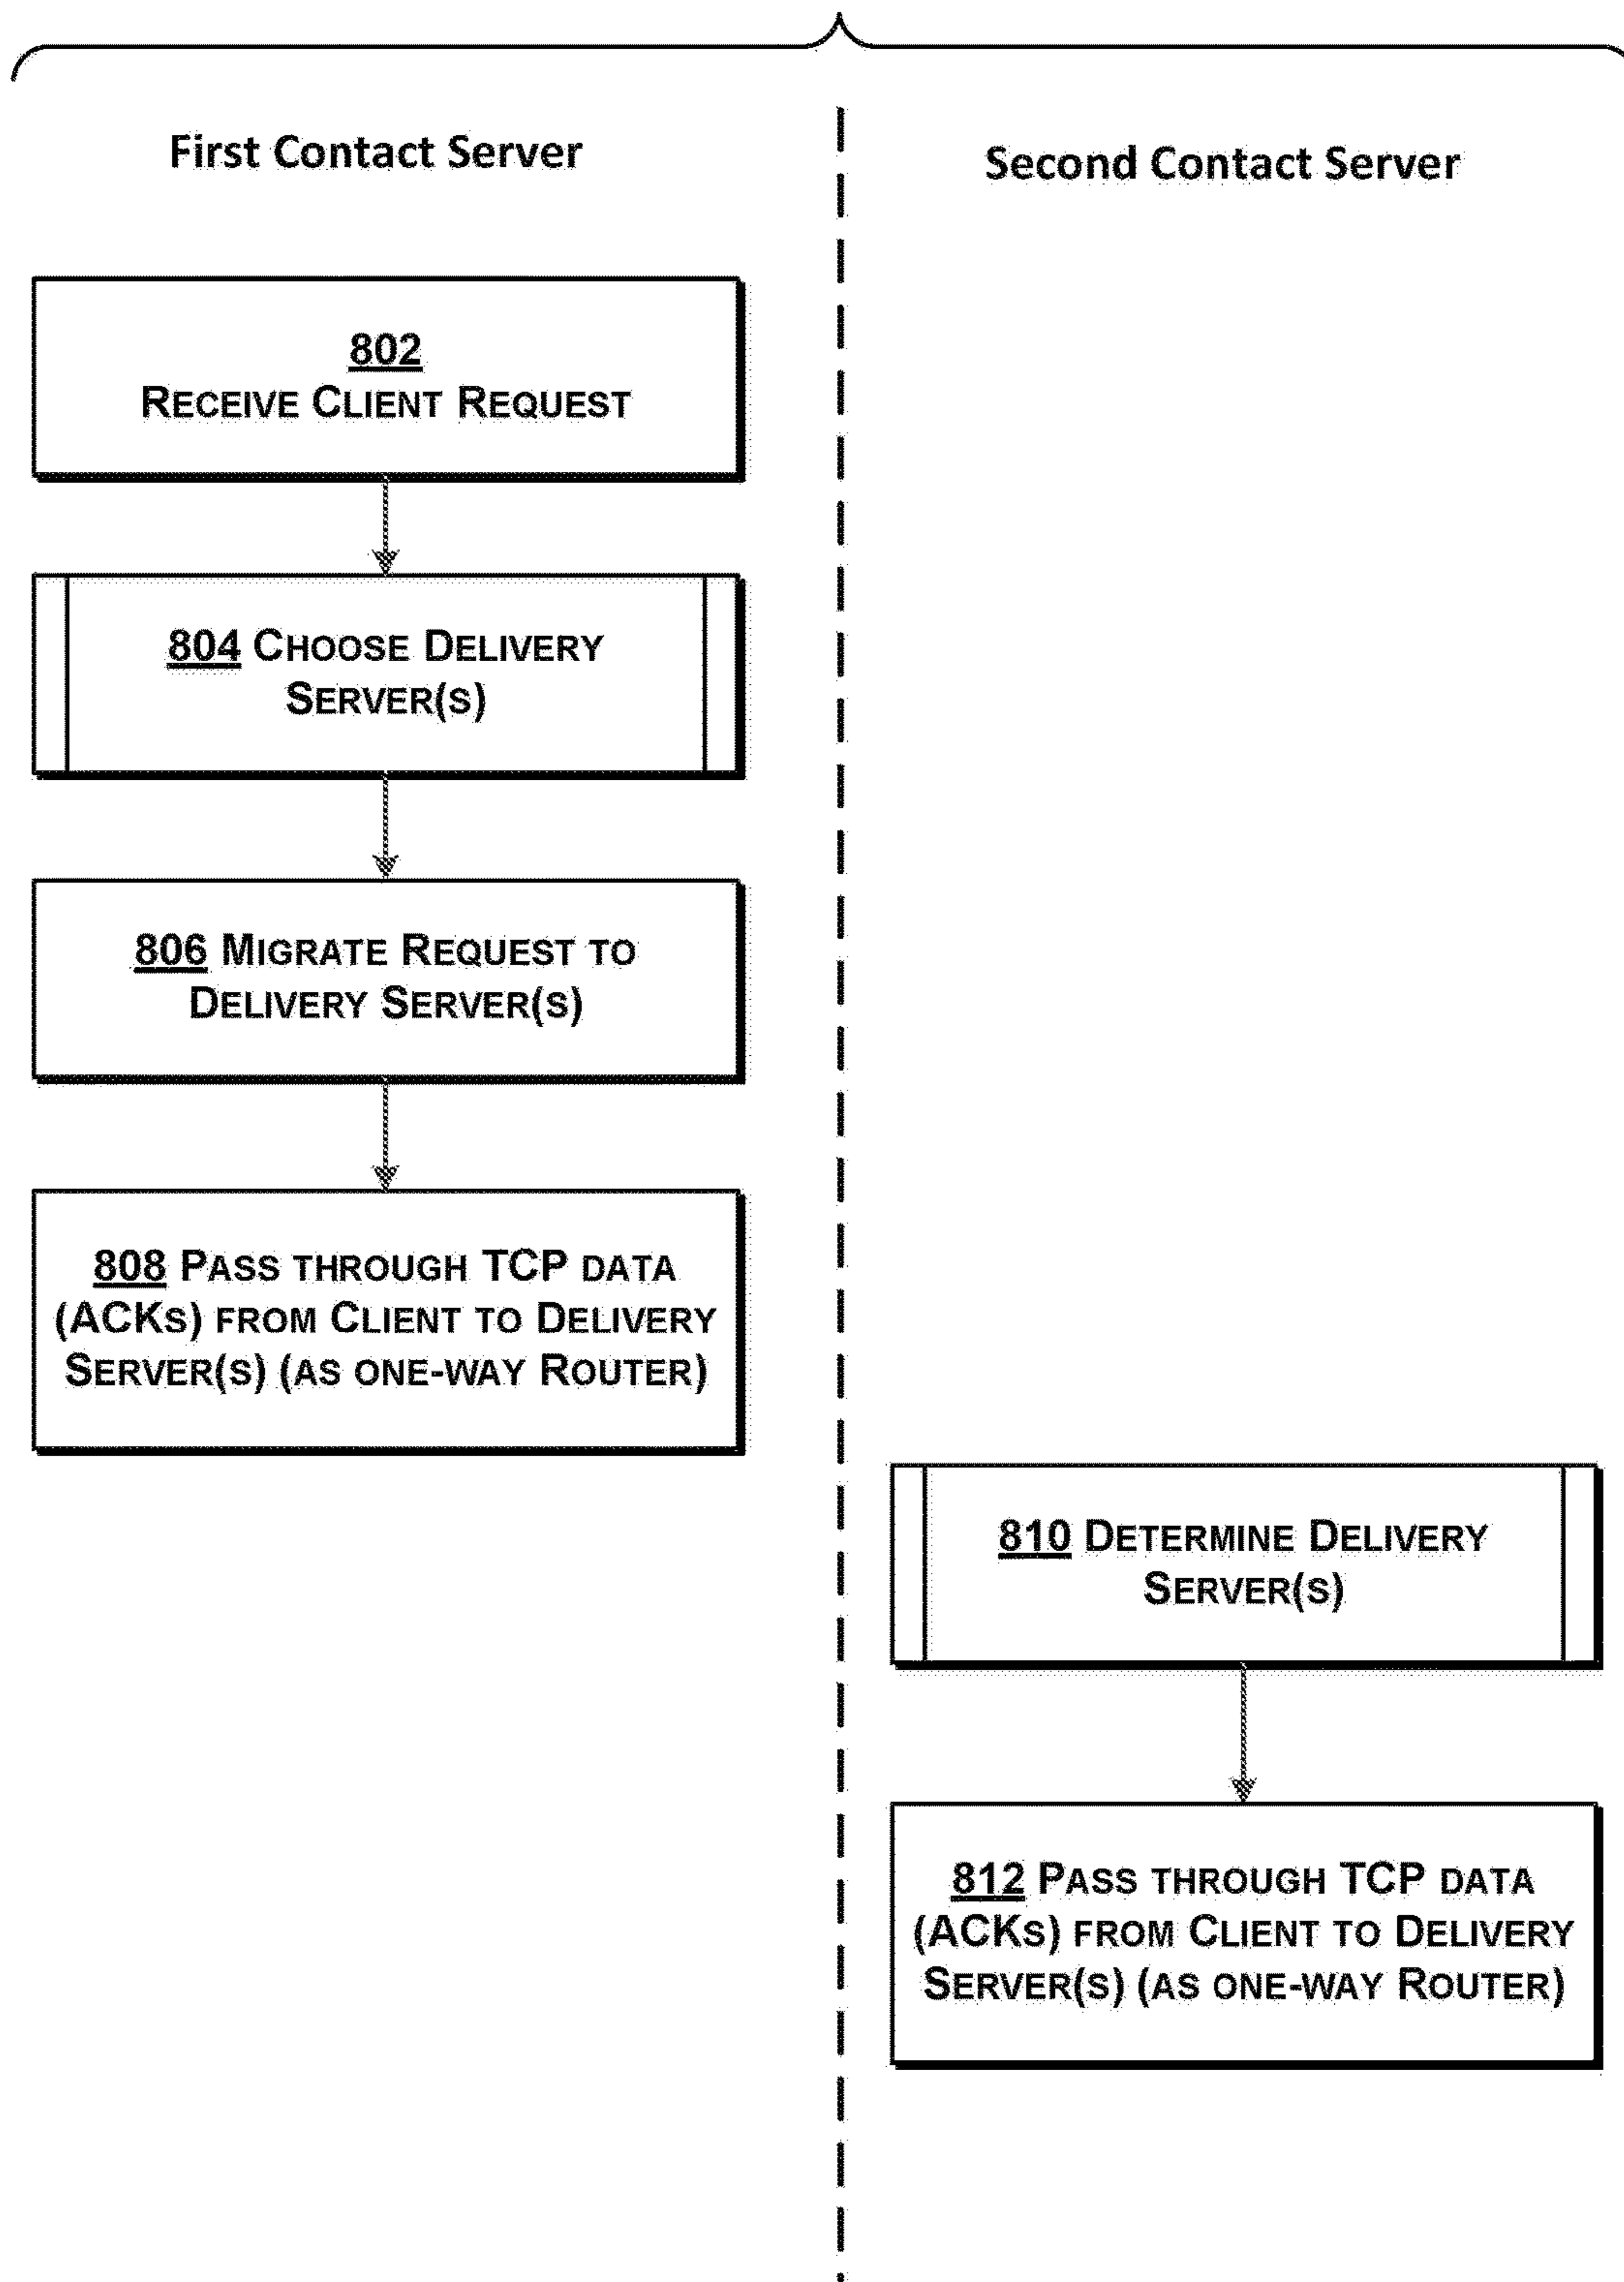 First Contact Server
Second Contact Server
802
RECEIVE CLIENT REQUEST
804 CHOOSE DELIVERY
SERVER(S)
806 MIGRATE REQUEST TO
DELIVERY SERVER(S)
808 PASS THROUGH TCP DATA
(ACKS) FROM CLIENT TO DELIVERY
SERVER(S) (AS ONE-WAY ROUTER)
810 DETERMINE DELIVERY
SERVER(S)
812 PASS THROUGH TCP DATA
(ACKS) FROM CLIENT TO DELIVERY
SERVER(S) (AS ONE-WAY ROUTER)